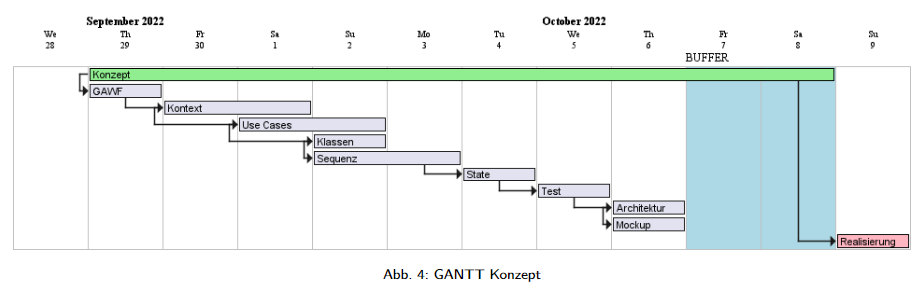 September 2022 October 2022
We Th Fr Sa Su Mo Tu We Th Fr Sa Su
28 29 30 1 2 3 4 5 6 7 8 9
BUFFER
Konzept
GAWF
Kontext
Use Cases
Klassen
Sequenz
State
Test
Architektur
Mockup
Realisierung
Abb. 4: GANTT Konzept